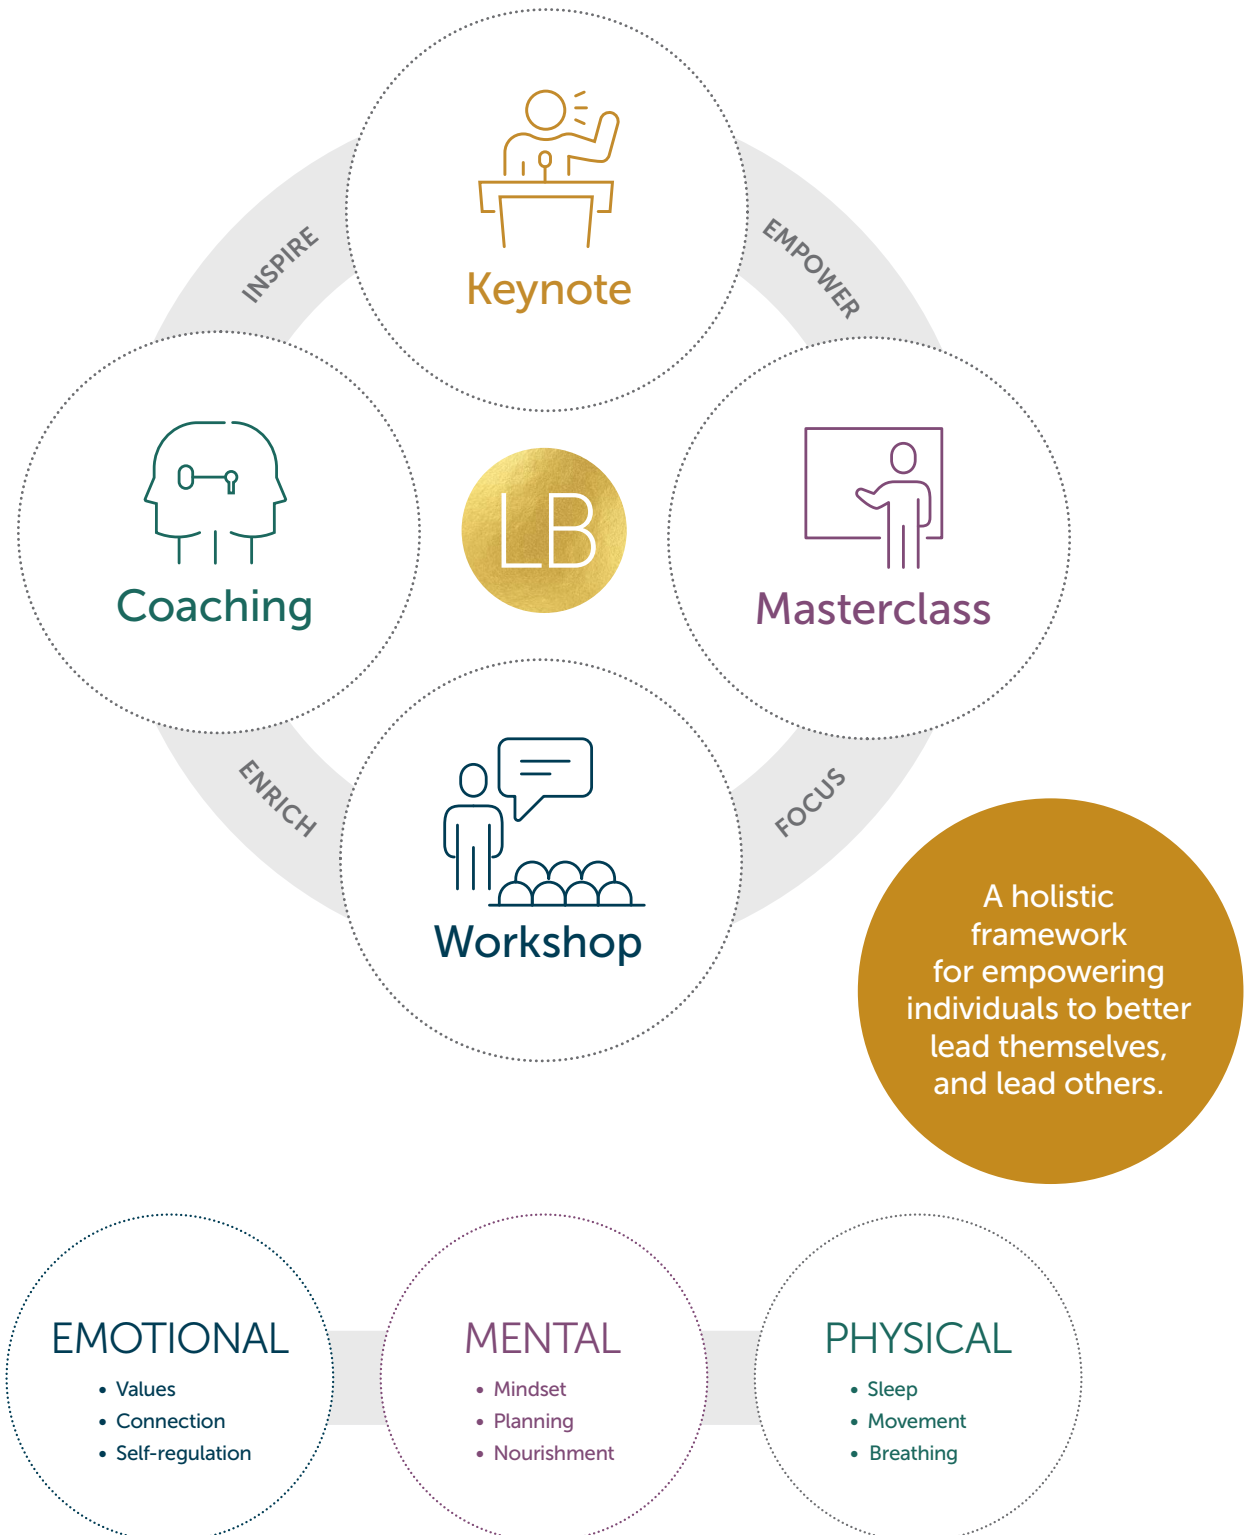 Keynote
INSPIRE
EMPOWER
Coaching
LB
Masterclass
ENRICH
FOCUS
Workshop
A holistic
framework
for empowering
individuals to better
lead themselves,
and lead others.
EMOTIONAL
• Values
• Connection
• Self-regulation
MENTAL
• Mindset
• Planning
• Nourishment
PHYSICAL
• Sleep
• Movement
• Breathing